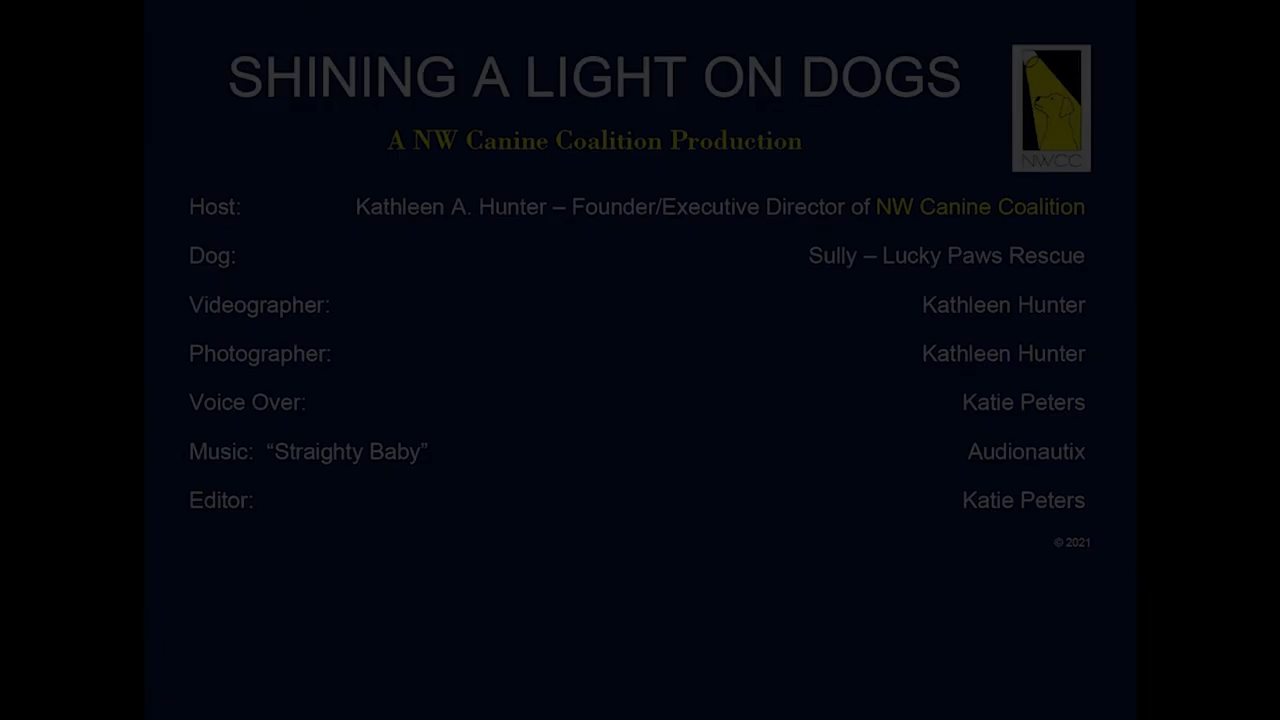 SHINING A LIGHT ON DOGS
A NW Canine Coalition Production
NWCC
Host: Kathleen A. Hunter – Founder/Executive Director of NW Canine Coalition
Dog: Sully – Lucky Paws Rescue
Videographer: Kathleen Hunter
Photographer: Kathleen Hunter
Voice Over: Katie Peters
Music: “Straighty Baby” Audionautix
Editor: Katie Peters
© 2021